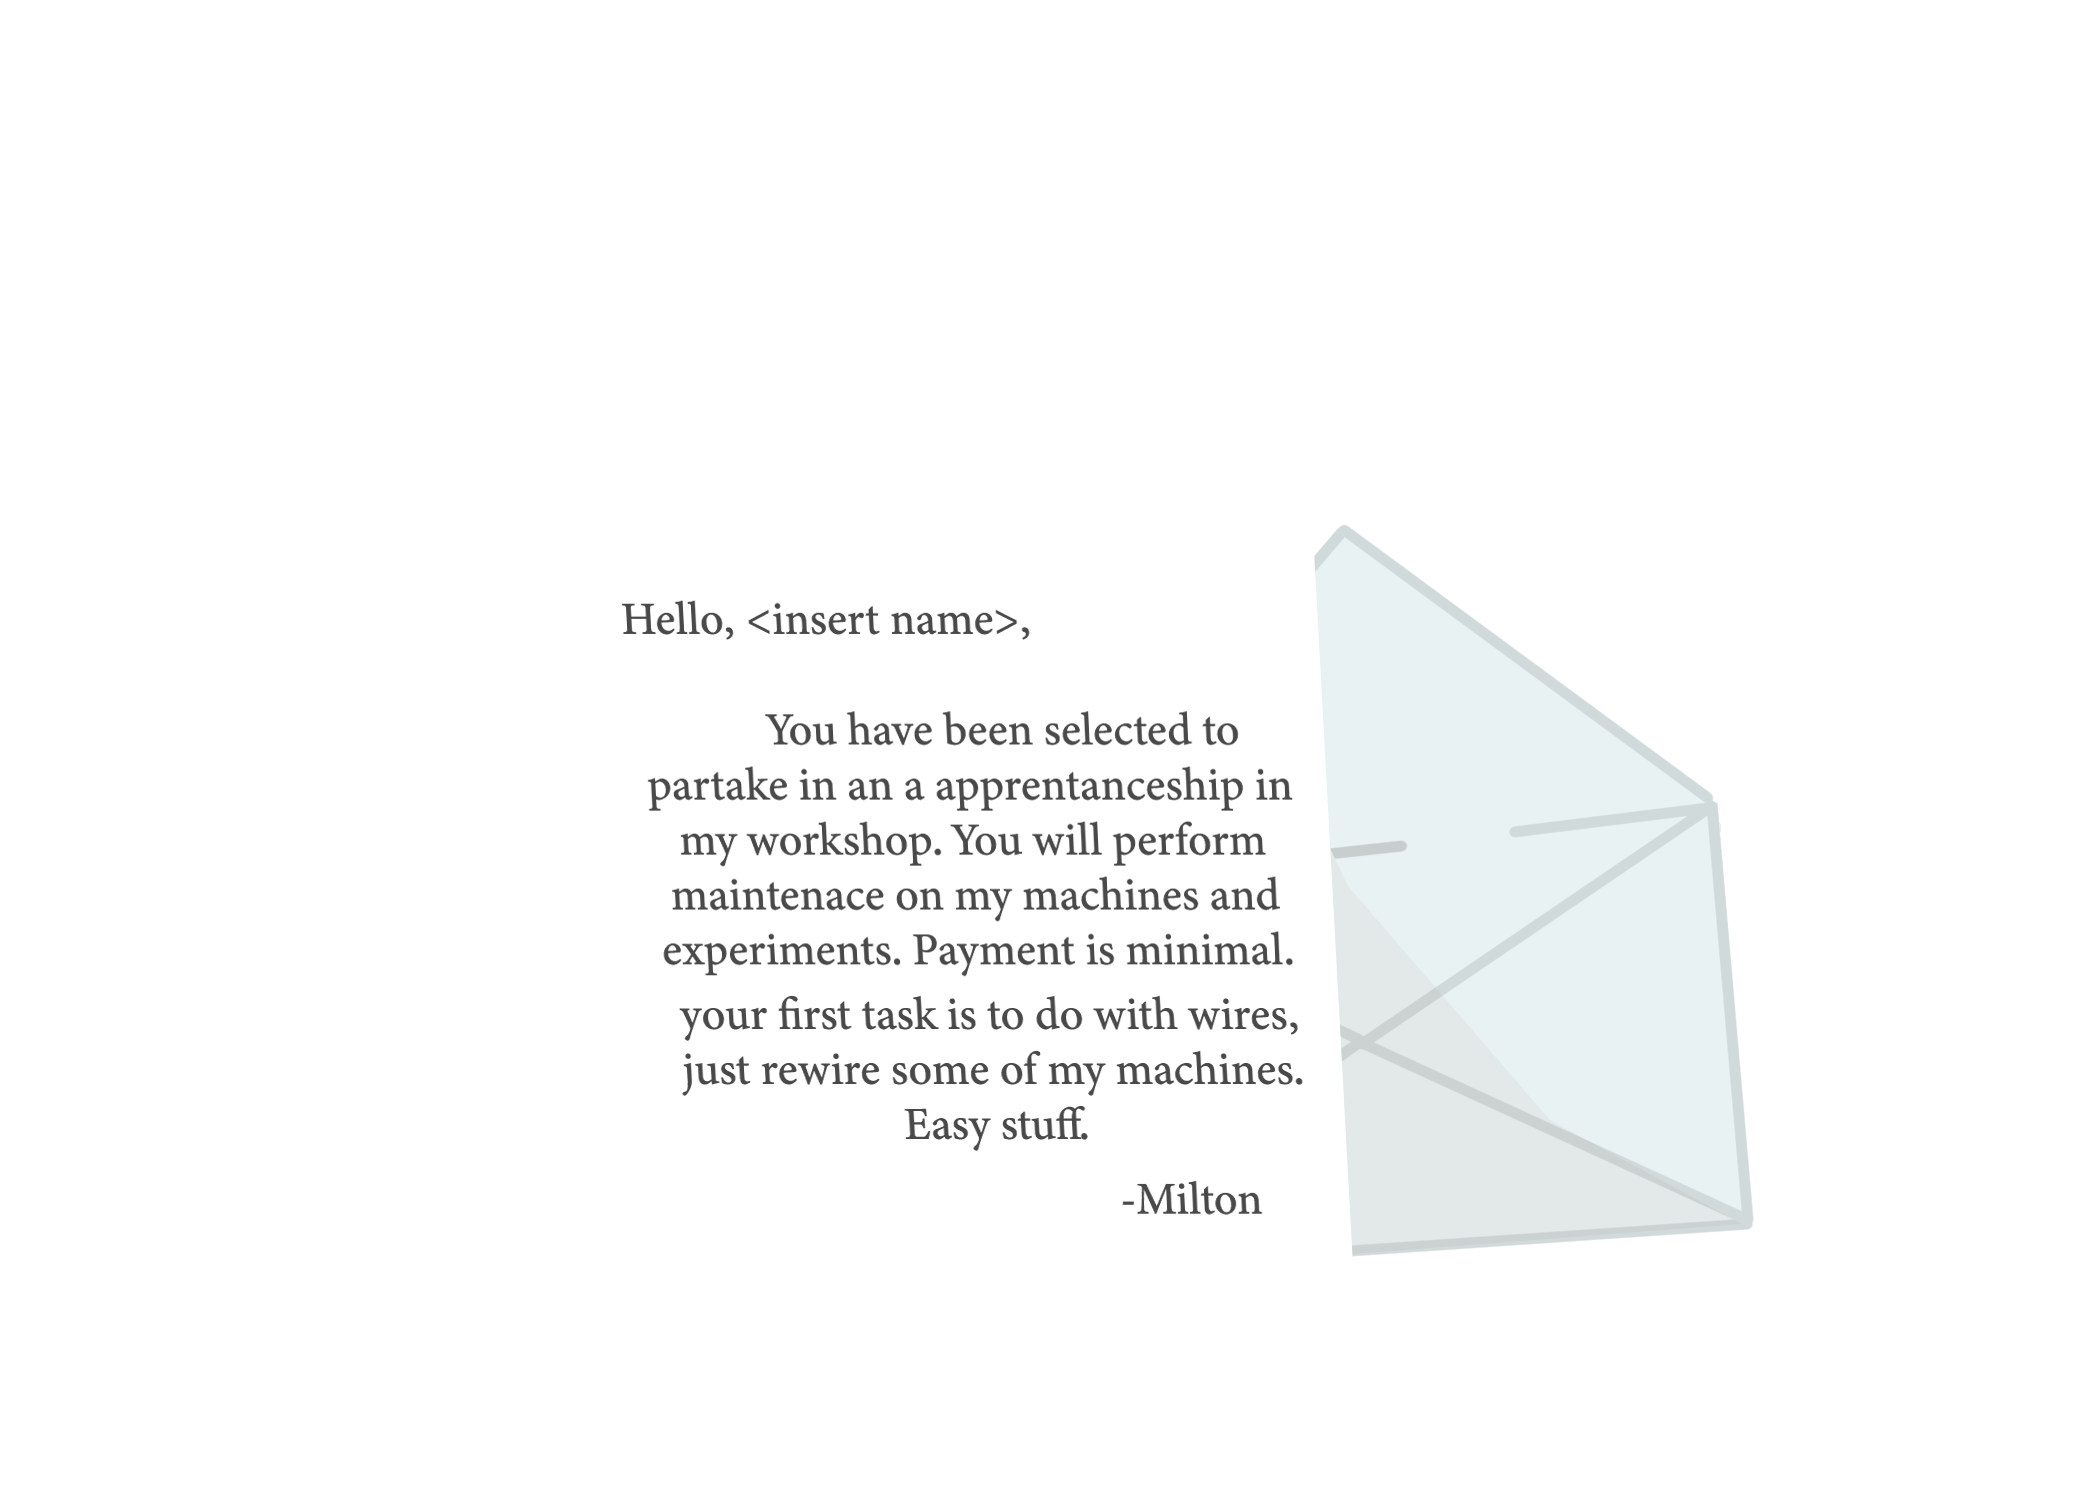 Hello, <insert name>,
You have been selected to
partake in an a apprentanceship in
my workshop. You will perform
maintenace on my machines and
experiments. Payment is minimal.
your first task is to do with wires,
just rewire some of my machines.
Easy stuff.
-Milton